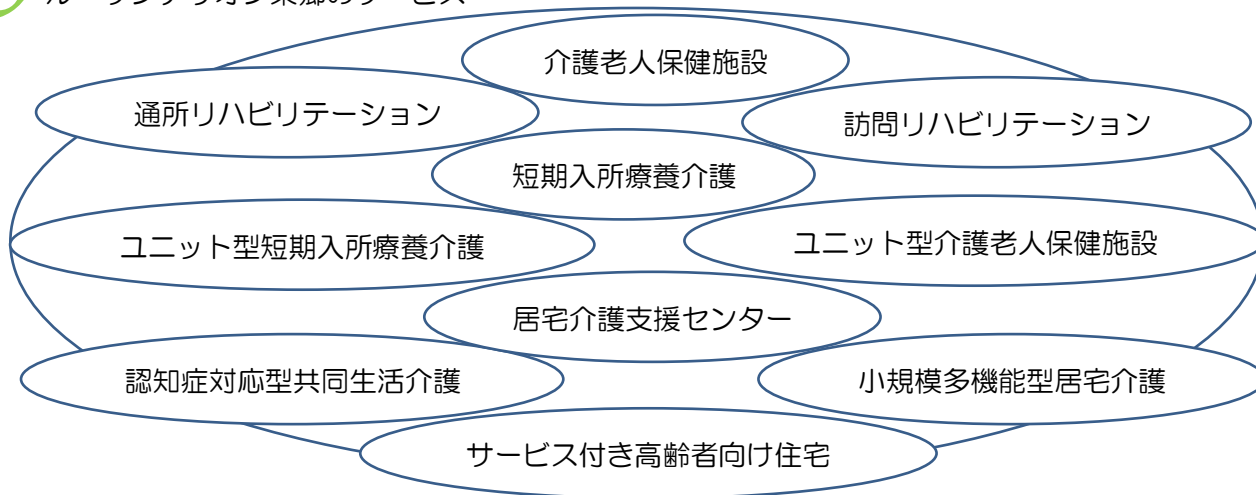 介護老人保健施設
通所リハビリテーション
訪問リハビリテーション
短期入所療養介護
ユニット型短期入所療養介護
ユニット型介護老人保健施設
居宅介護支援センター
認知症対応型共同生活介護
小規模多機能型居宅介護
サービス付き高齢者向け住宅